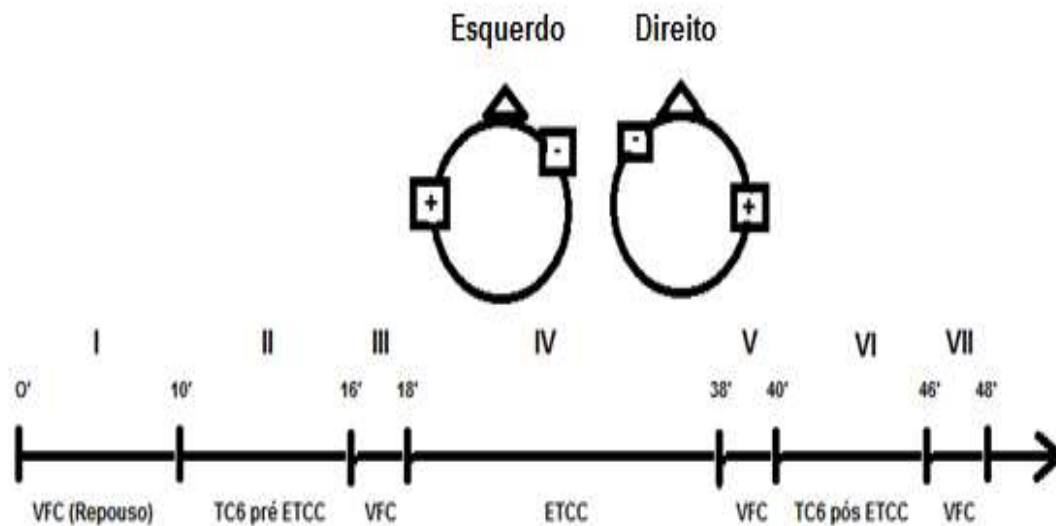 Esquerdo Direito
-
-
+
+
I II III IV V VI VII
0' 10' 16' 18' 38' 40' 46' 48'
VFC (Repouso) TC6 pré ETCC VFC ETCC VFC TC6 pós ETCC VFC